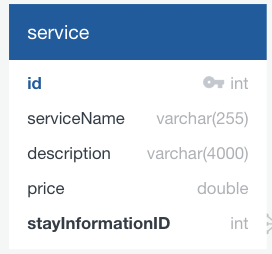 service
id int
serviceName varchar(255)
description varchar(4000)
price double
stayInformationID int